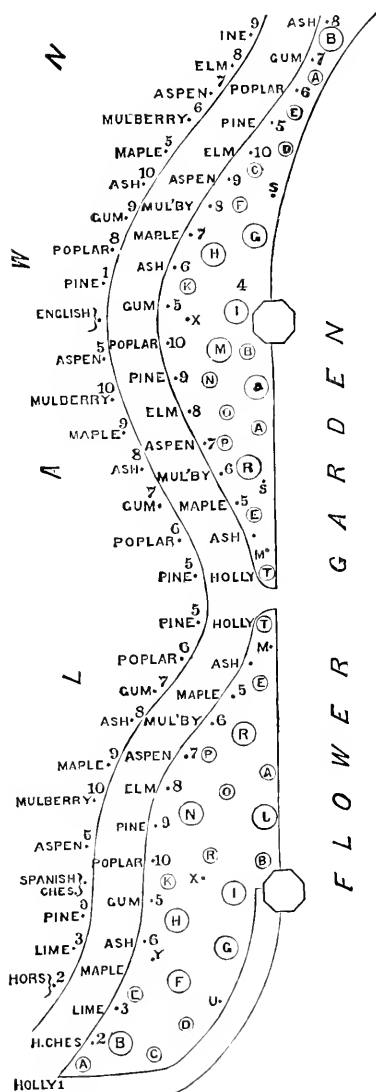 INE 9
ASH 8
B
ELM 8
GUM 7
A
ASPEN 7
POPLAR 6
E
MULBERRY 6
PINE 5
D
MAPLE 5
ELM 10
C
ASH 10
ASPEN 9
S
GUM 9
MUL'BY 8
F
POPLAR 8
MAPLE 7
G
H
PINE 1
ASH 6
K
4
ENGLISH}
GUM 5
X
I
ASPEN 5
POPLAR 10
M
B
MULBERRY 10
PINE 9
N
a
MAPLE 9
ELM 8
O
A
ASH 8
ASPEN 7
P
GUM 7
MUL'BY 6
R
S
POPLAR 6
MAPLE 5
E
ASH
M
PINE 5
HOLLY
T
PINE 5
HOLLY
T
POPLAR 6
ASH
M
GUM 7
MAPLE 5
E
ASH 8
MUL'BY 6
R
MAPLE 9
ASPEN 7
P
A
MULBERRY 10
ELM 8
O
ASPEN 5
PINE 9
N
L
SPANISH
CHES.
POPLAR 10
R
B
PINE
GUM 5
K
X
I
LIME 3
ASH 6
H
G
HORS} 2
MAPLE
Y
F
LIME 3
E
U
H.CHES 2
B
D
A
C
HOLLY 1
LAWN
FLOWER GARDEN